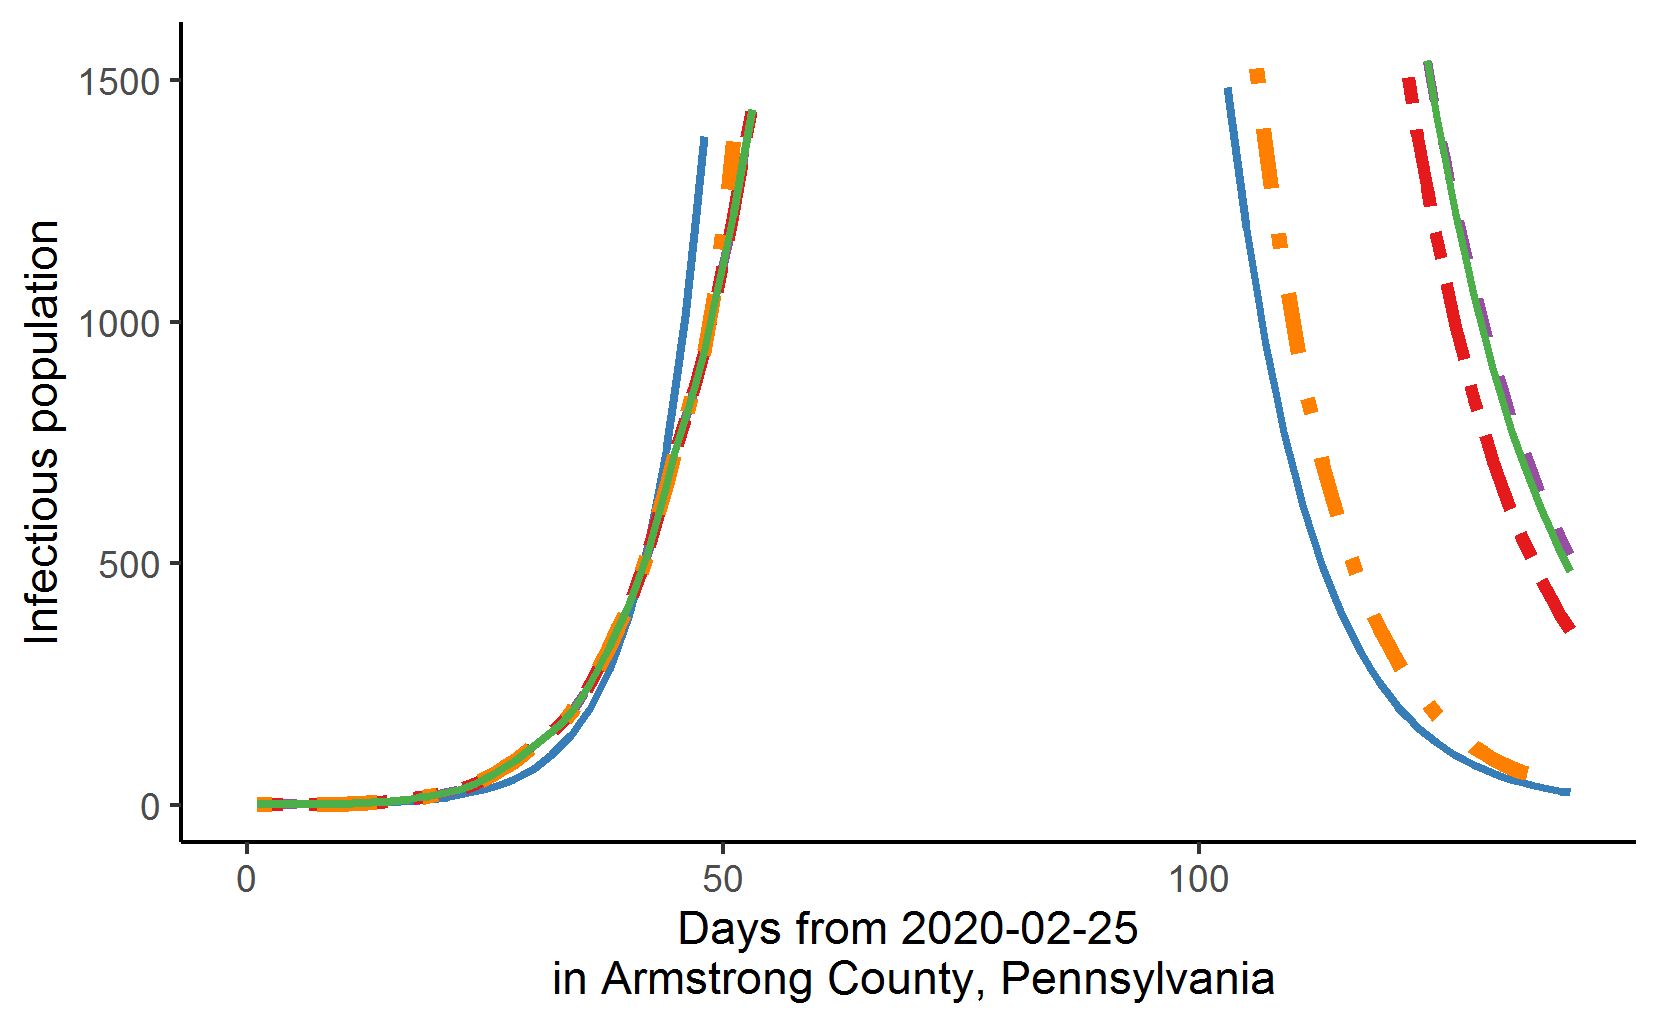 Infectious population
1500
1000
500
0
0 50 100
Days from 2020-02-25
in Armstrong County, Pennsylvania